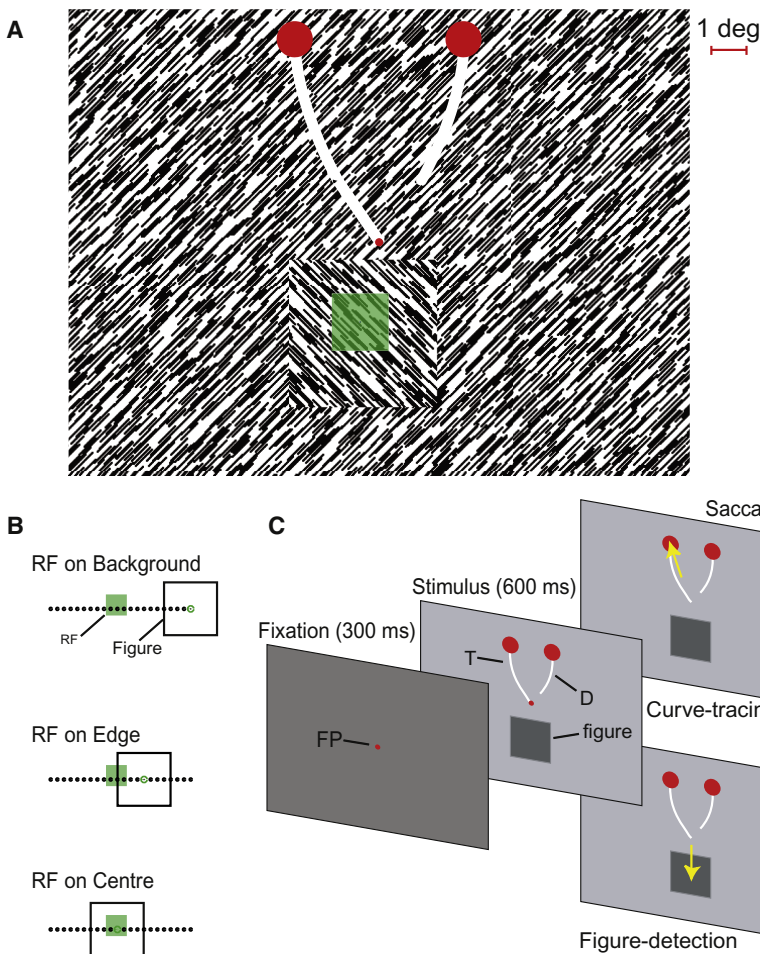 A
1 deg
B
RF on Background
RF
Figure
RF on Edge
RF on Centre
C
Sacca
Stimulus (600 ms)
Fixation (300 ms)
T
D
FP
figure
Curve-tracin
Figure-detection